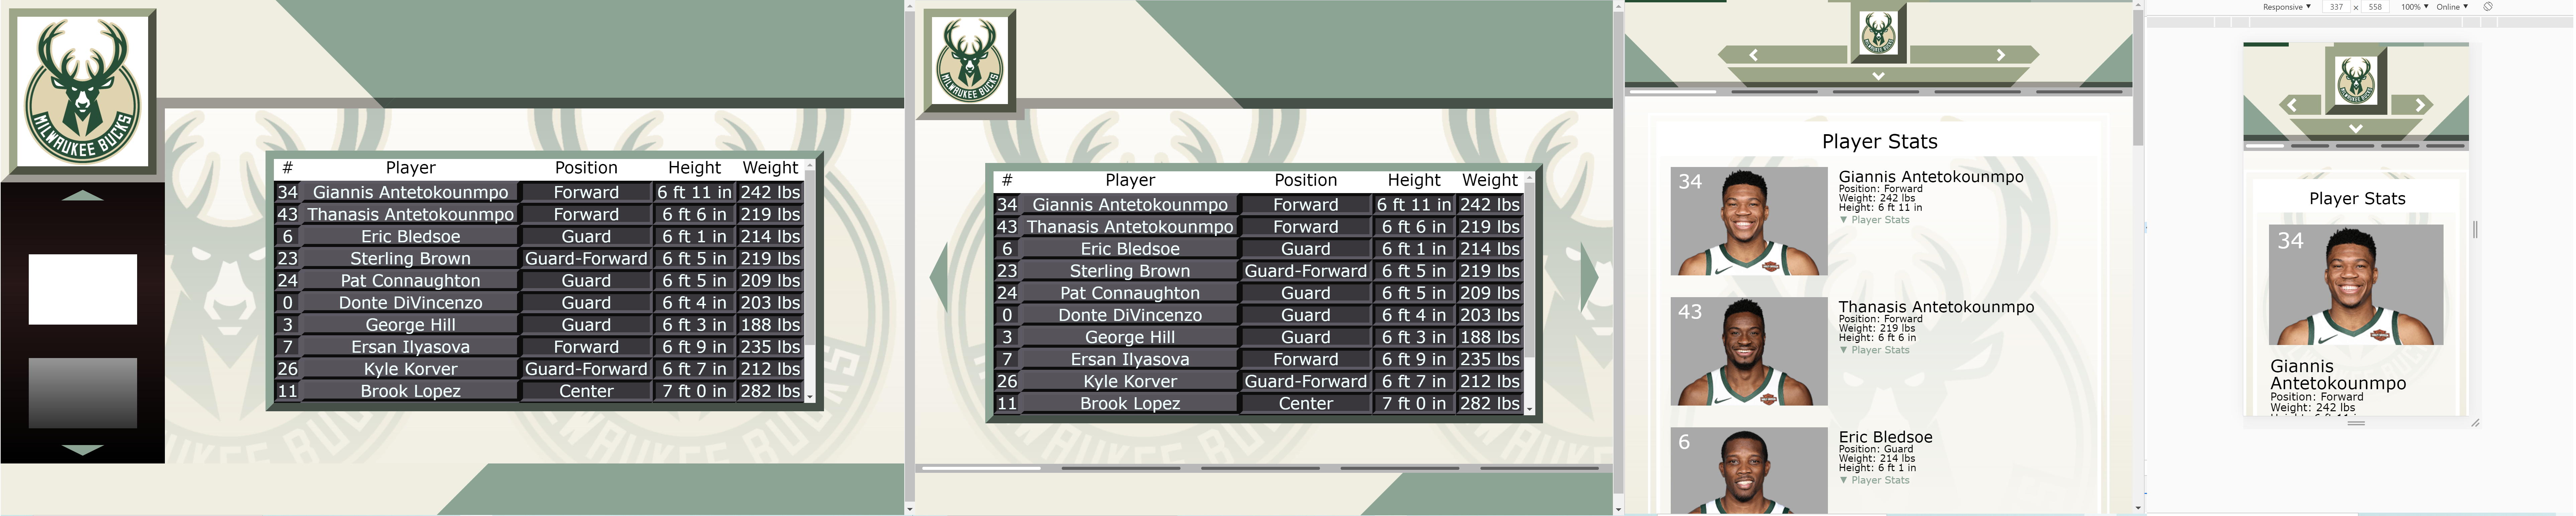 MILWAUKEE BUCKS
# Player Position Height Weight
34 Giannis Antetokounmpo Forward 6 ft 11 in 242 lbs
43 Thanasis Antetokounmpo Forward 6 ft 6 in 219 lbs
6 Eric Bledsoe Guard 6 ft 1 in 214 lbs
23 Sterling Brown Guard-Forward 6 ft 5 in 219 lbs
24 Pat Connaughton Guard 6 ft 5 in 209 lbs
0 Donte DiVincenzo Guard 6 ft 4 in 203 lbs
3 George Hill Guard 6 ft 3 in 188 lbs
7 Ersan Ilyasova Forward 6 ft 9 in 235 lbs
26 Kyle Korver Guard-Forward 6 ft 7 in 212 lbs
11 Brook Lopez Center 7 ft 0 in 282 lbs
MILWAUKEE BUCKS
# Player Position Height Weight
34 Giannis Antetokounmpo Forward 6 ft 11 in 242 lbs
43 Thanasis Antetokounmpo Forward 6 ft 6 in 219 lbs
6 Eric Bledsoe Guard 6 ft 1 in 214 lbs
23 Sterling Brown Guard-Forward 6 ft 5 in 219 lbs
24 Pat Connaughton Guard 6 ft 5 in 209 lbs
0 Donte DiVincenzo Guard 6 ft 4 in 203 lbs
3 George Hill Guard 6 ft 3 in 188 lbs
7 Ersan Ilyasova Forward 6 ft 9 in 235 lbs
26 Kyle Korver Guard-Forward 6 ft 7 in 212 lbs
11 Brook Lopez Center 7 ft 0 in 282 lbs
Player Stats
34
Giannis Antetokounmpo
Position: Forward
Weight: 242 lbs
Height: 6 ft 11 in
▼ Player Stats
43
Thanasis Antetokounmpo
Position: Forward
Weight: 219 lbs
Height: 6 ft 6 in
▼ Player Stats
6
Eric Bledsoe
Position: Guard
Weight: 214 lbs
Height: 6 ft 1 in
▼ Player Stats
Responsive ▼ 337 × 558 100% ▼ Online ▼
Player Stats
34
Giannis
Antetokounmpo
Position: Forward
Weight: 242 lbs